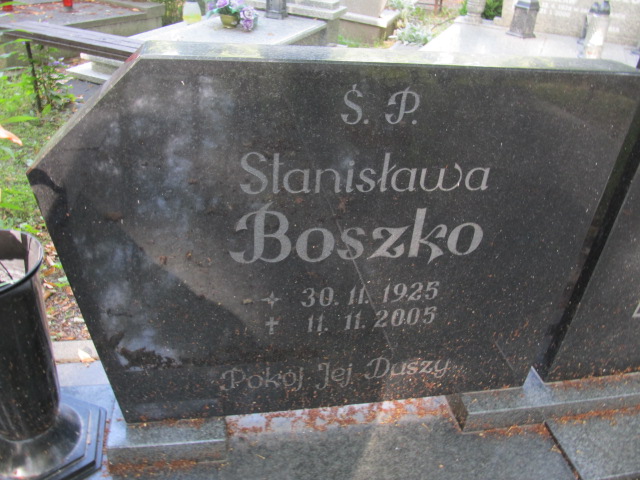 Ś. P.
Stanisława
Boszko
30. 11. 1925
11. 11. 2005
Pokój Jej Duszy